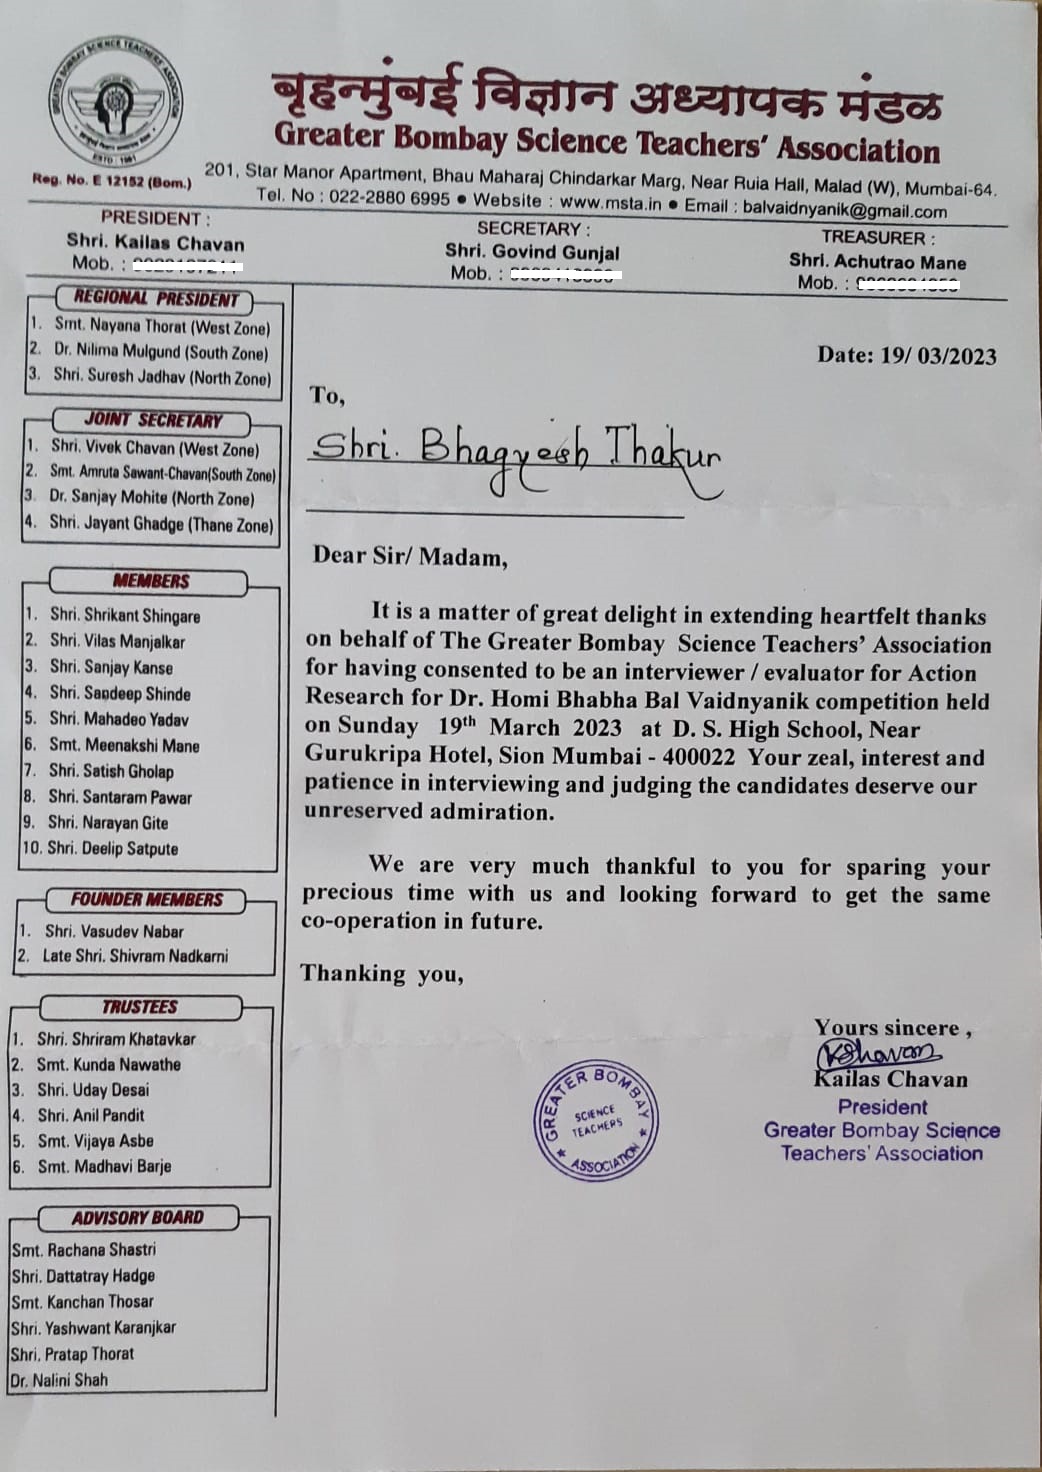 GREATER BOMBAY SCIENCE TEACHERS' ASSOCIATION
ESTD : 1981
Reg. No. E 12152 (Bom.)
बृहन्मुंबई विज्ञान अध्यापक मंडळ
Greater Bombay Science Teachers' Association
201, Star Manor Apartment, Bhau Maharaj Chindarkar Marg, Near Ruia Hall, Malad (W), Mumbai-64.
Tel. No : 022-2880 6995 ● Website : www.msta.in ● Email : balvaidnyanik@gmail.com
PRESIDENT :
Shri. Kailas Chavan
Mob. :
SECRETARY :
Shri. Govind Gunjal
Mob. :
TREASURER :
Shri. Achutrao Mane
Mob. :
REGIONAL PRESIDENT
1. Smt. Nayana Thorat (West Zone)
2. Dr. Nilima Mulgund (South Zone)
3. Shri. Suresh Jadhav (North Zone)
JOINT SECRETARY
1. Shri. Vivek Chavan (West Zone)
2. Smt. Amruta Sawant-Chavan(South Zone)
3. Dr. Sanjay Mohite (North Zone)
4. Shri. Jayant Ghadge (Thane Zone)
MEMBERS
1. Shri. Shrikant Shingare
2. Shri. Vilas Manjalkar
3. Shri. Sanjay Kanse
4. Shri. Sandeep Shinde
5. Shri. Mahadeo Yadav
6. Smt. Meenakshi Mane
7. Shri. Satish Gholap
8. Shri. Santaram Pawar
9. Shri. Narayan Gite
10. Shri. Deelip Satpute
FOUNDER MEMBERS
1. Shri. Vasudev Nabar
2. Late Shri. Shivram Nadkarni
TRUSTEES
1. Shri. Shriram Khatavkar
2. Smt. Kunda Nawathe
3. Shri. Uday Desai
4. Shri. Anil Pandit
5. Smt. Vijaya Asbe
6. Smt. Madhavi Barje
ADVISORY BOARD
Smt. Rachana Shastri
Shri. Dattatray Hadge
Smt. Kanchan Thosar
Shri. Yashwant Karanjkar
Shri. Pratap Thorat
Dr. Nalini Shah
Date: 19/ 03/2023
To,
Shri. Bhagyesh Thakur
Dear Sir/ Madam,
It is a matter of great delight in extending heartfelt thanks
on behalf of The Greater Bombay Science Teachers' Association
for having consented to be an interviewer / evaluator for Action
Research for Dr. Homi Bhabha Bal Vaidnyanik competition held
on Sunday 19th March 2023 at D. S. High School, Near
Gurukripa Hotel, Sion Mumbai - 400022 Your zeal, interest and
patience in interviewing and judging the candidates deserve our
unreserved admiration.
We are very much thankful to you for sparing your
precious time with us and looking forward to get the same
co-operation in future.
Thanking you,
Yours sincere ,
KShavan
Kailas Chavan
President
Greater Bombay Science
Teachers' Association
GREATER BOMBAY
SCIENCE
TEACHERS
★ ASSOCIATION ★